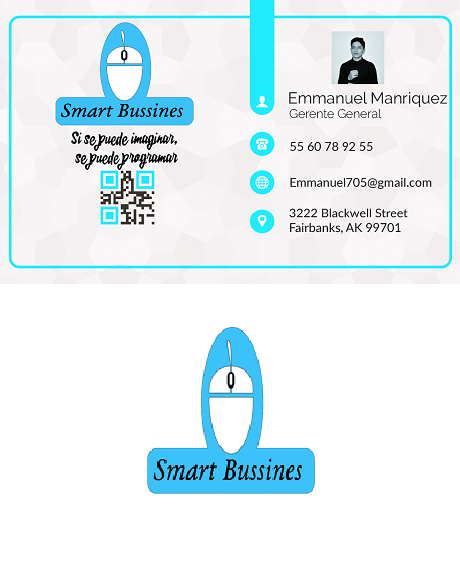 Smart Bussines
Si se puede imaginar,
se puede programar
Emmanuel Manriquez
Gerente General
55 60 78 92 55
Emmanuel705@gmail.com
3222 Blackwell Street
Fairbanks, AK 99701
Smart Bussines